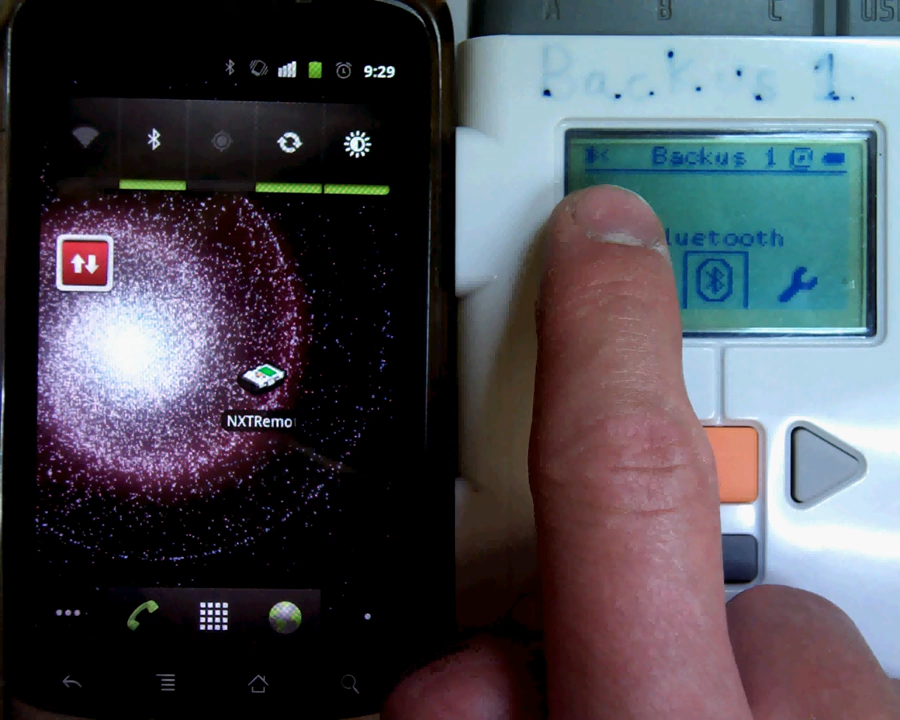 9:29
NXTRemo
A B C USB
Backus 1.
Backus 1
luetooth